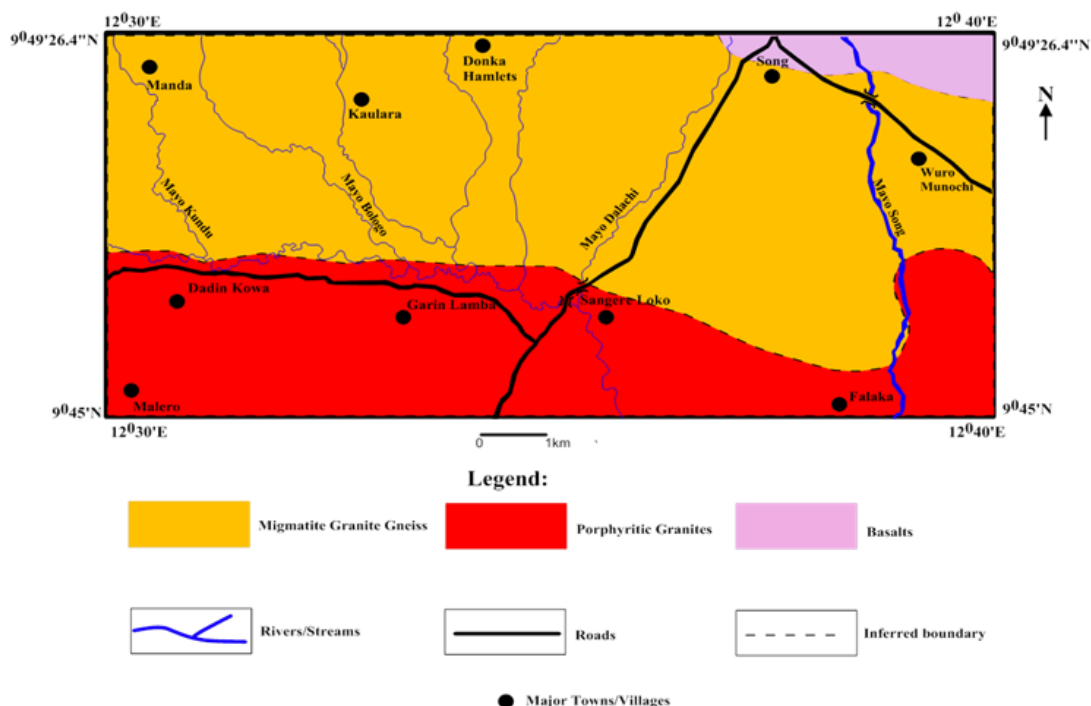 12⁰30'E
12⁰ 40'E
9⁰49'26.4''N
9⁰49'26.4''N
Manda
Kaulara
Donka
Hamlets
Song
N
Wuro
Munochi
Mayo Kundu
Mayo Bologo
Mayo Dalachi
Mayo Song
Dadin Kowa
Garin Lamba
Sangere Loko
Malero
Falaka
9⁰45'N
9⁰45'N
12⁰30'E
12⁰40'E
0 1km
Legend:
Migmatite Granite Gneiss
Porphyritic Granites
Basalts
Rivers/Streams
Roads
Inferred boundary
Major Towns/Villages